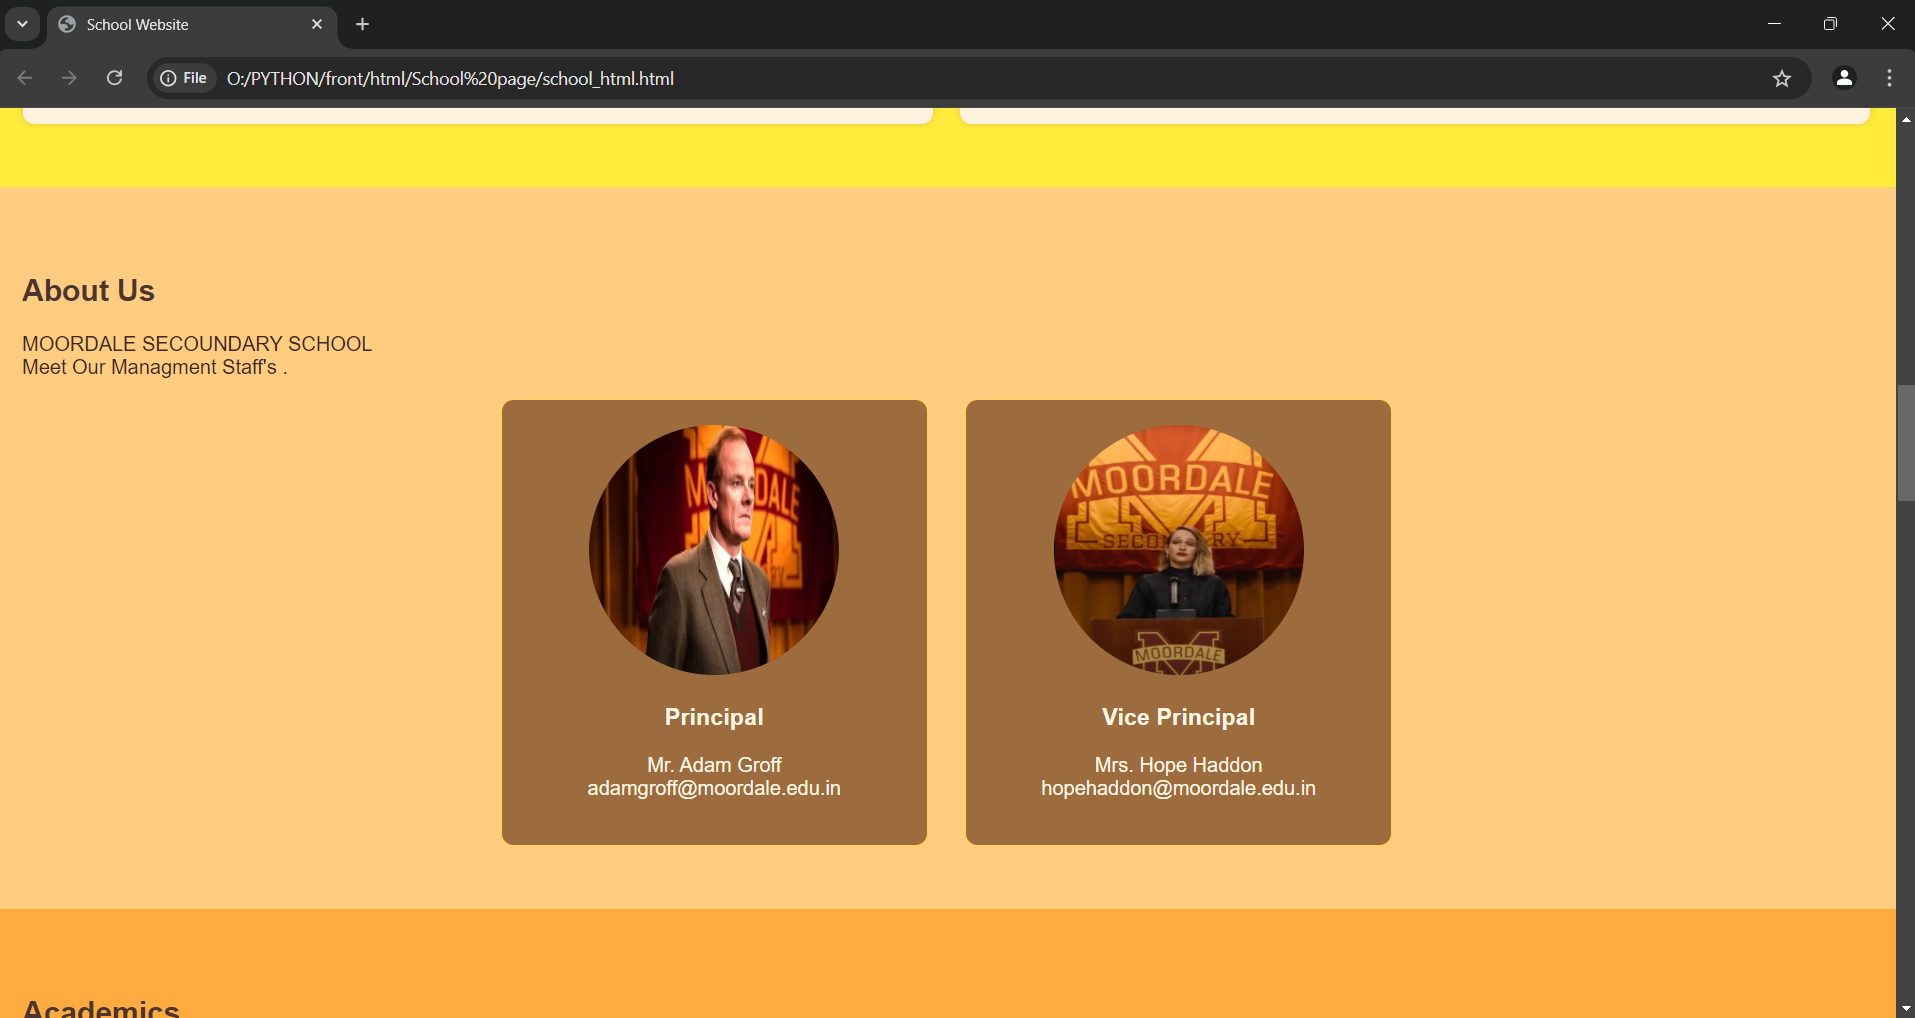 School Website
File
O:/PYTHON/front/html/School%20page/school_html.html
About Us
MOORDALE SECOUNDARY SCHOOL
Meet Our Managment Staff's .
M DALE
RY
MOORDALE
SECO RY
MOORDALE
Principal
Mr. Adam Groff
adamgroff@moordale.edu.in
Vice Principal
Mrs. Hope Haddon
hopehaddon@moordale.edu.in
Academics